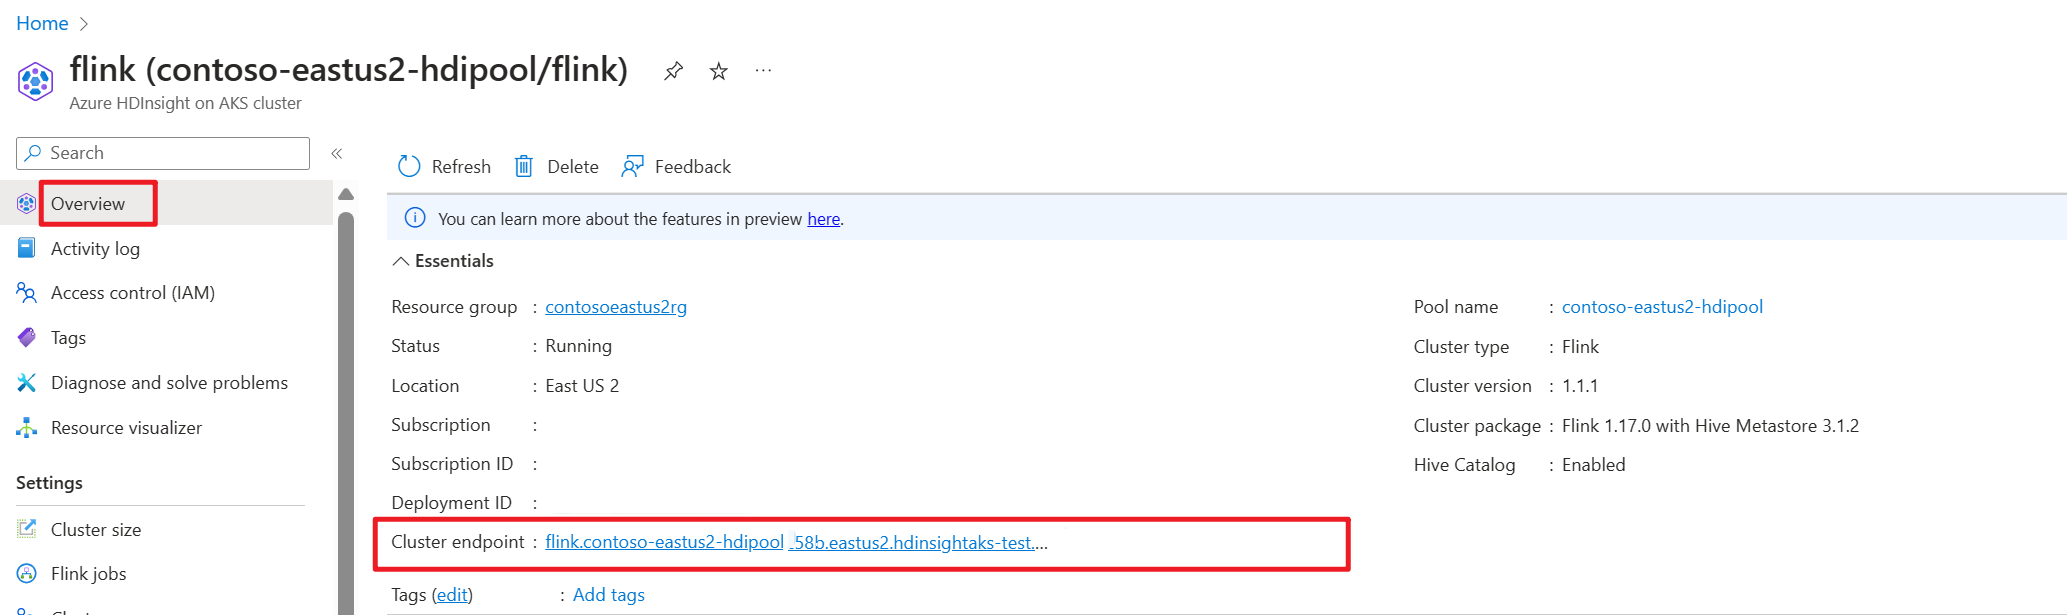 Home
flink (contoso-eastus2-hdipool/flink)
Azure HDInsight on AKS cluster
Search
Overview
Activity log
Access control (IAM)
Tags
Diagnose and solve problems
Resource visualizer
Settings
Cluster size
Flink jobs
Refresh Delete Feedback
You can learn more about the features in preview here.
Essentials
Resource group : contosoeastus2rg
Status : Running
Location : East US 2
Subscription :
Subscription ID :
Deployment ID :
Cluster endpoint : flink.contoso-eastus2-hdipool 58b.eastus2.hdinsightaks-test....
Tags (edit) : Add tags
Pool name : contoso-eastus2-hdipool
Cluster type : Flink
Cluster version : 1.1.1
Cluster package : Flink 1.17.0 with Hive Metastore 3.1.2
Hive Catalog : Enabled